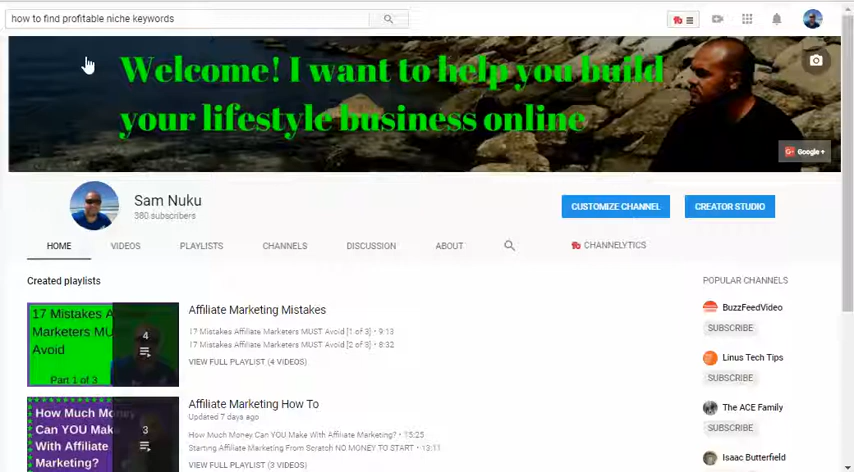 how to find profitable niche keywords
Welcome! I want to help you build
your lifestyle business online
Google+
Sam Nuku
380 subscribers
CUSTOMIZE CHANNEL
CREATOR STUDIO
HOME
VIDEOS
PLAYLISTS
CHANNELS
DISCUSSION
ABOUT
CHANNELYTICS
Created playlists
17 Mistakes A
Marketers MU
Avoid
Part 1 of 3
4
Affiliate Marketing Mistakes
17 Mistakes Affiliate Marketers MUST Avoid [1 of 3] • 9:13
17 Mistakes Affiliate Marketers MUST Avoid [2 of 3] • 8:32
VIEW FULL PLAYLIST (4 VIDEOS)
How Much Money
Can YOU Make
With Affiliate
Marketing?
3
Affiliate Marketing How To
Updated 7 days ago
How Much Money Can YOU Make With Affiliate Marketing? • 15:25
Starting Affiliate Marketing From Scratch NO MONEY TO START • 13:11
VIEW FULL PLAYLIST (3 VIDEOS)
POPULAR CHANNELS
BuzzFeedVideo
SUBSCRIBE
Linus Tech Tips
SUBSCRIBE
The ACE Family
SUBSCRIBE
Isaac Butterfield